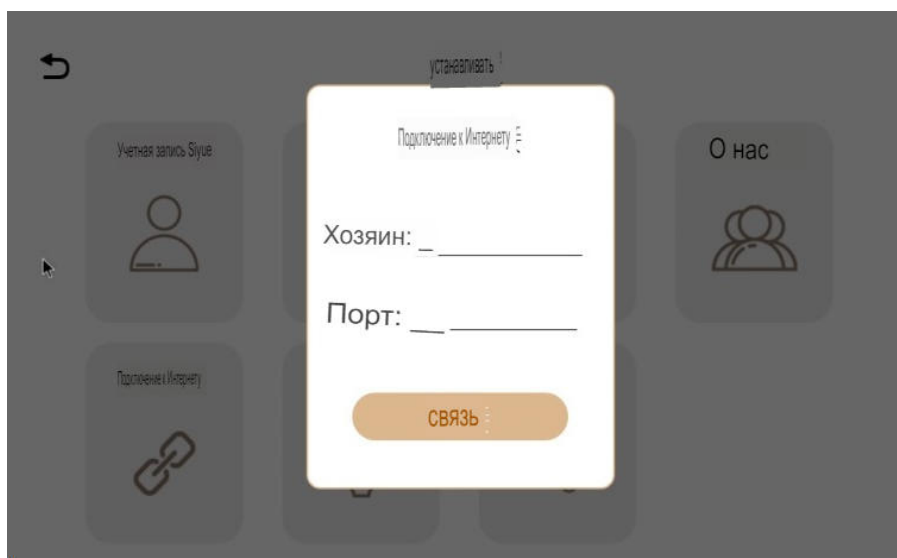 устанавливать
Учетная запись Siyue
Подключение к Интернету
О нас
Хозяин:
Порт:
Подключение к Интернету
связь